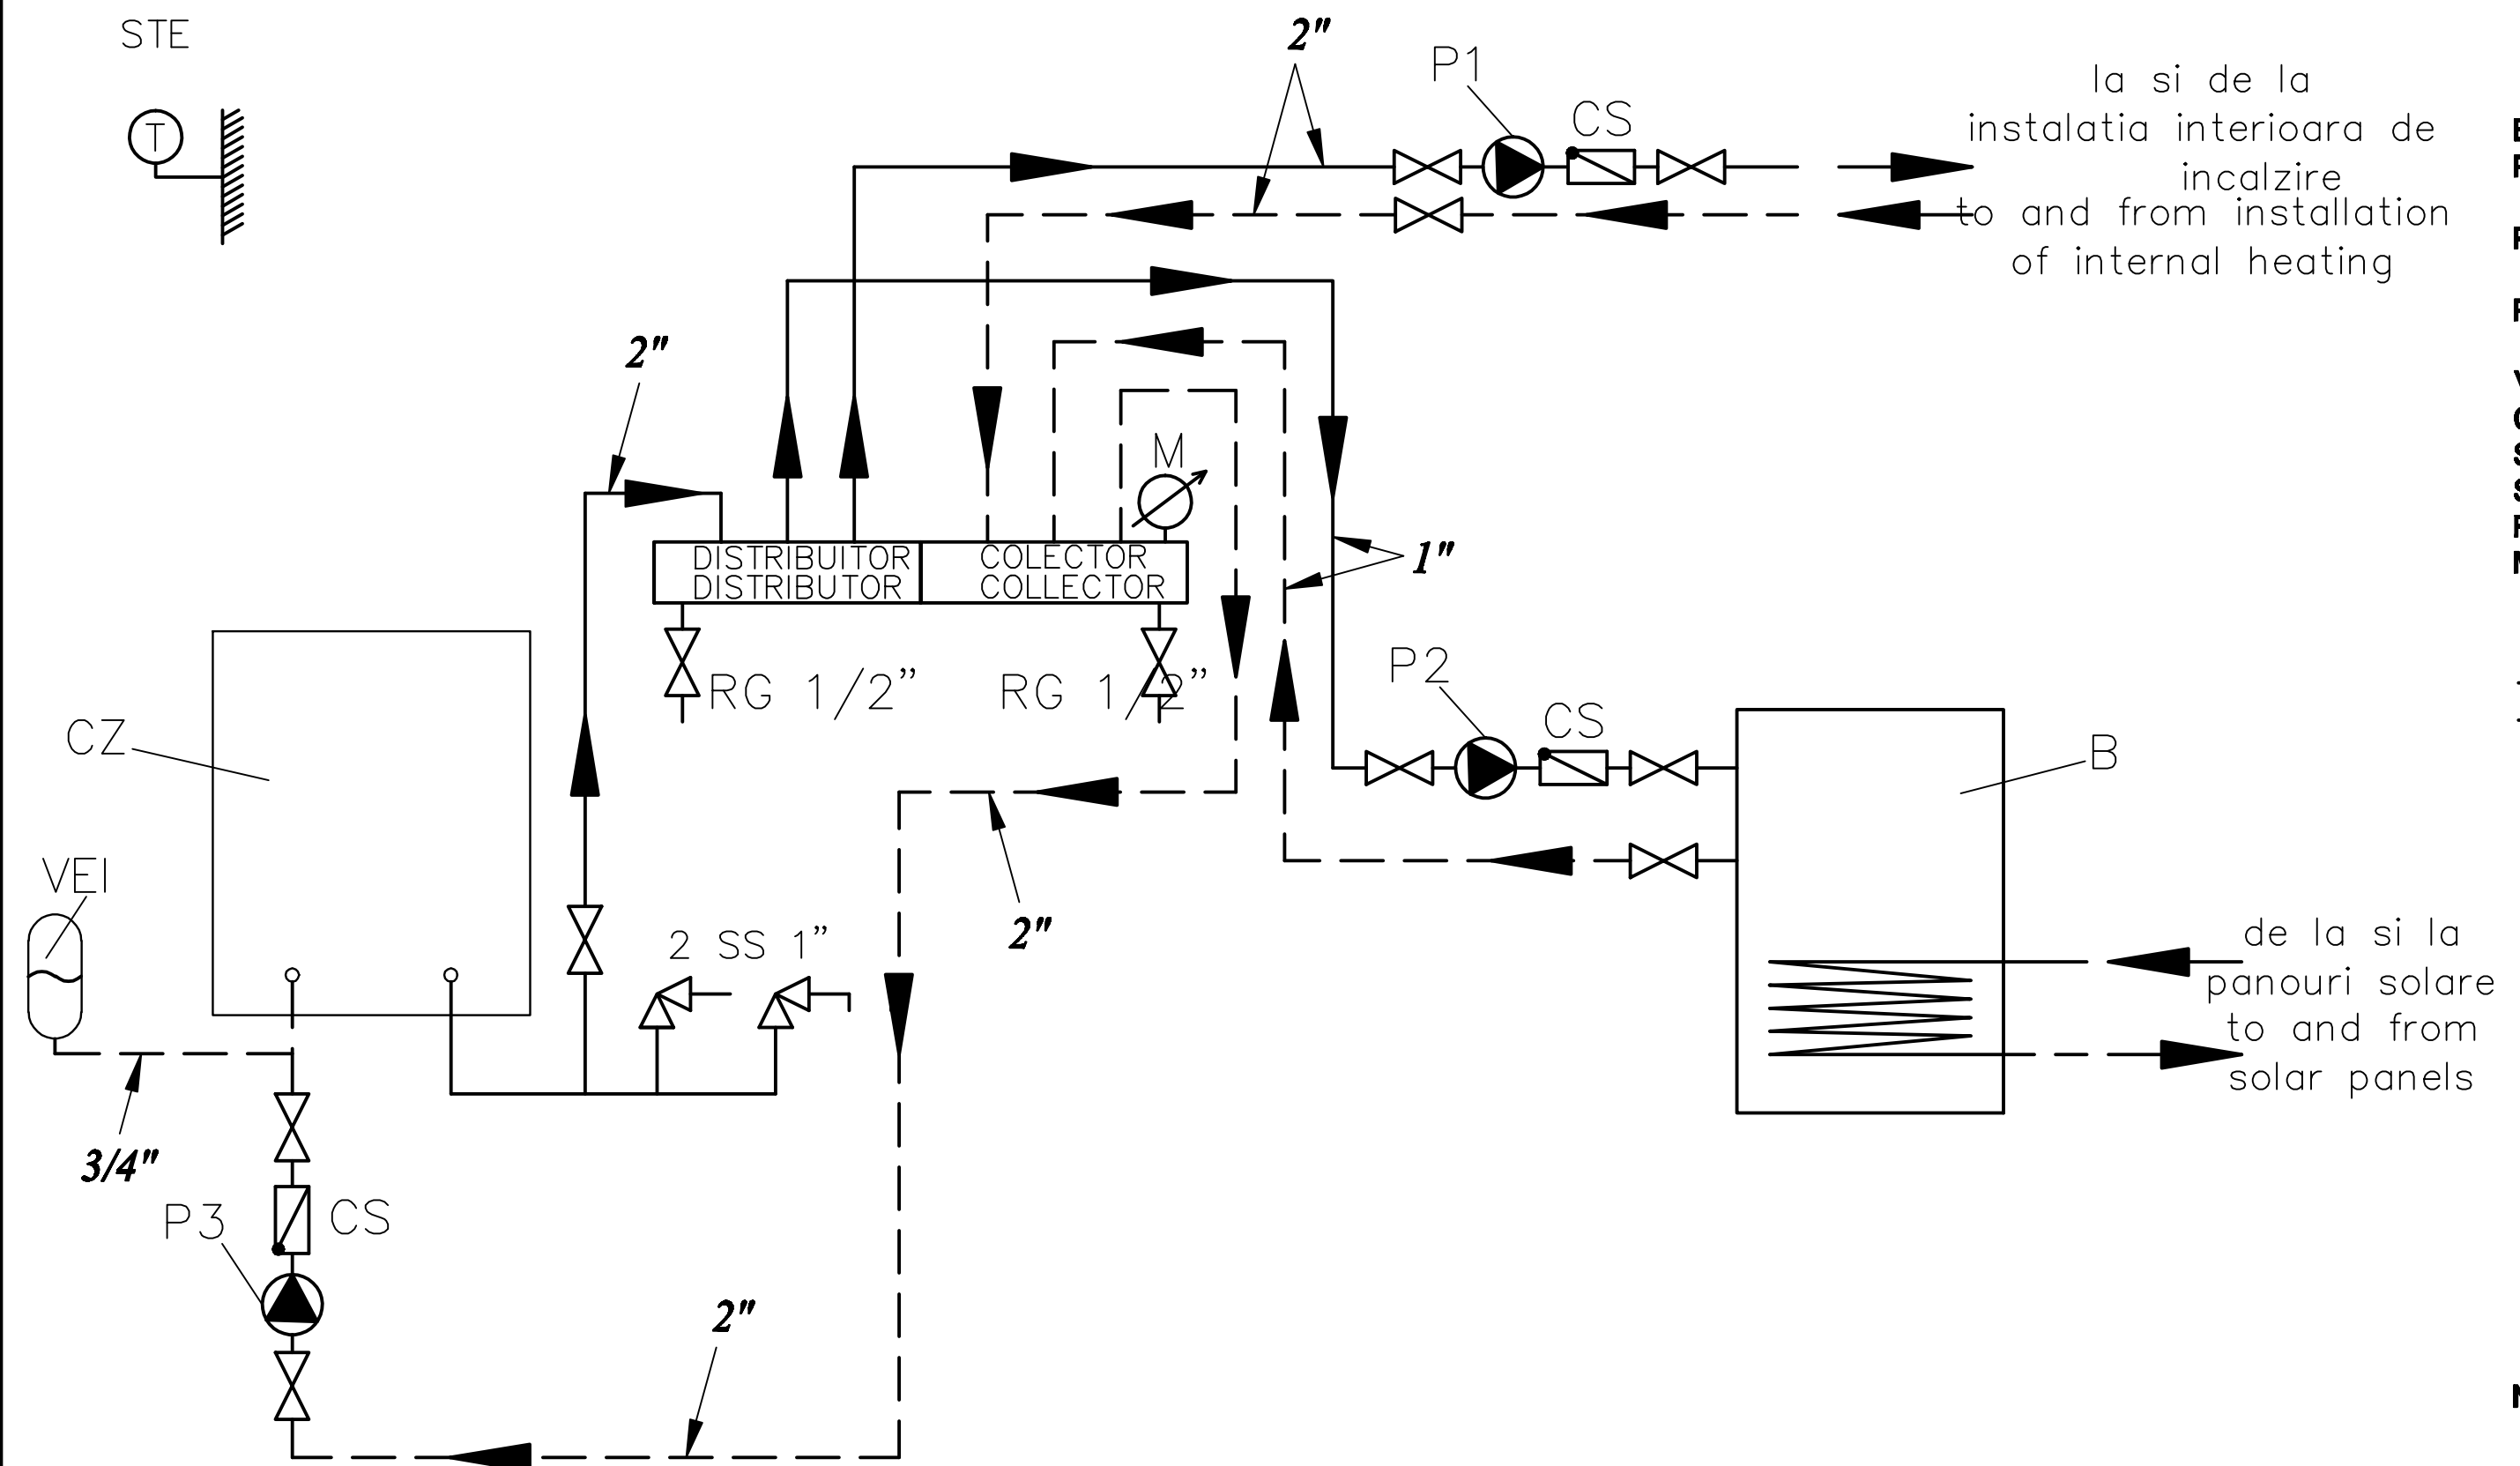 STE
T
2"
P1
CS
la si de la
instalatia interioara de
incalzire
to and from installation
of internal heating
2"
M
DISTRIBUITOR
DISTRIBUTOR
COLECTOR
COLLECTOR
1"
RG 1/2"
RG 1/2"
P2
CS
CZ
B
VEI
2"
2 SS 1"
de la si la
panouri solare
to and from
solar panels
3/4"
P3
CS
2"